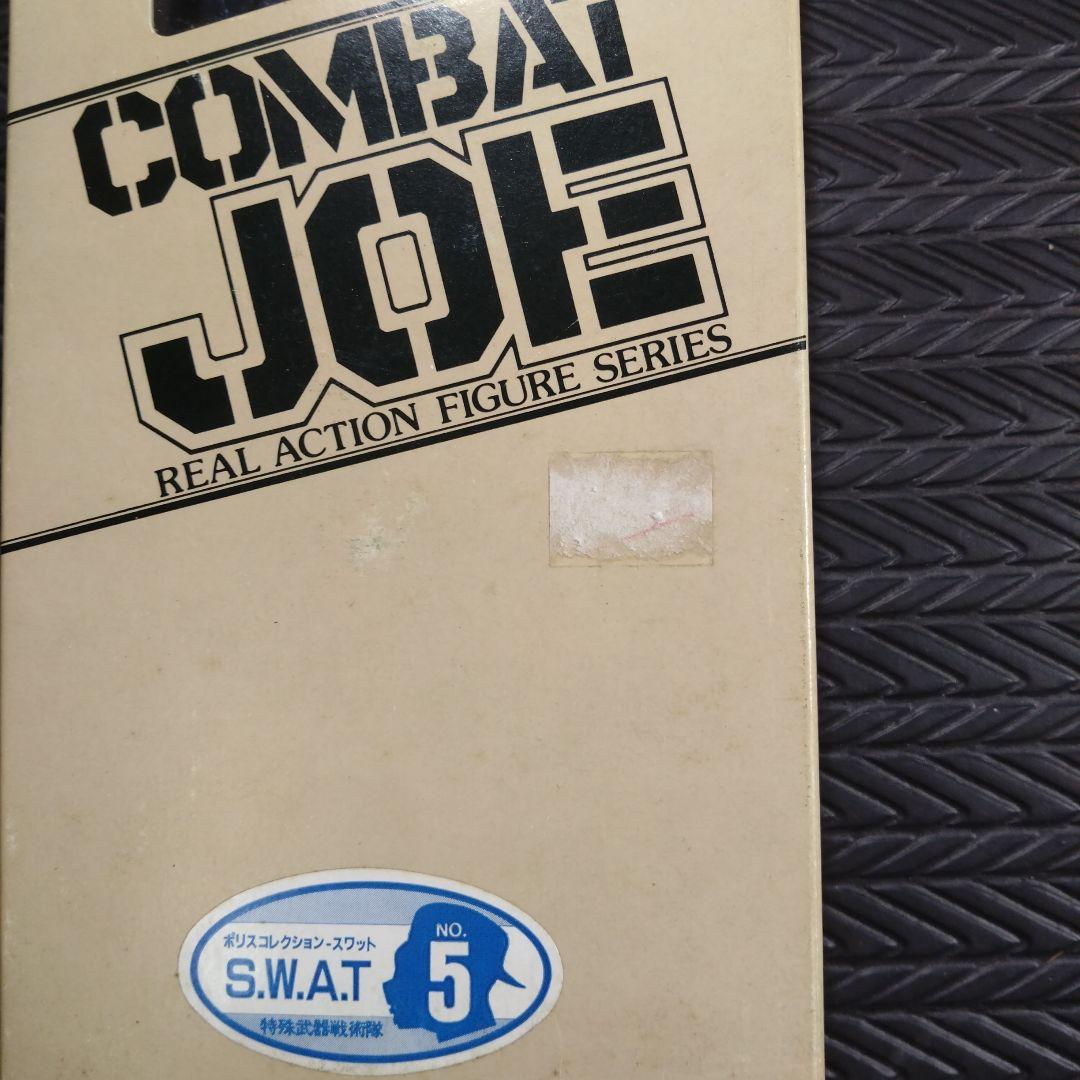 COMBAT
JOE
REAL ACTION FIGURE SERIES
ポリスコレクション-スワット
NO.
S.W.A.T
5
特殊武器戦術隊